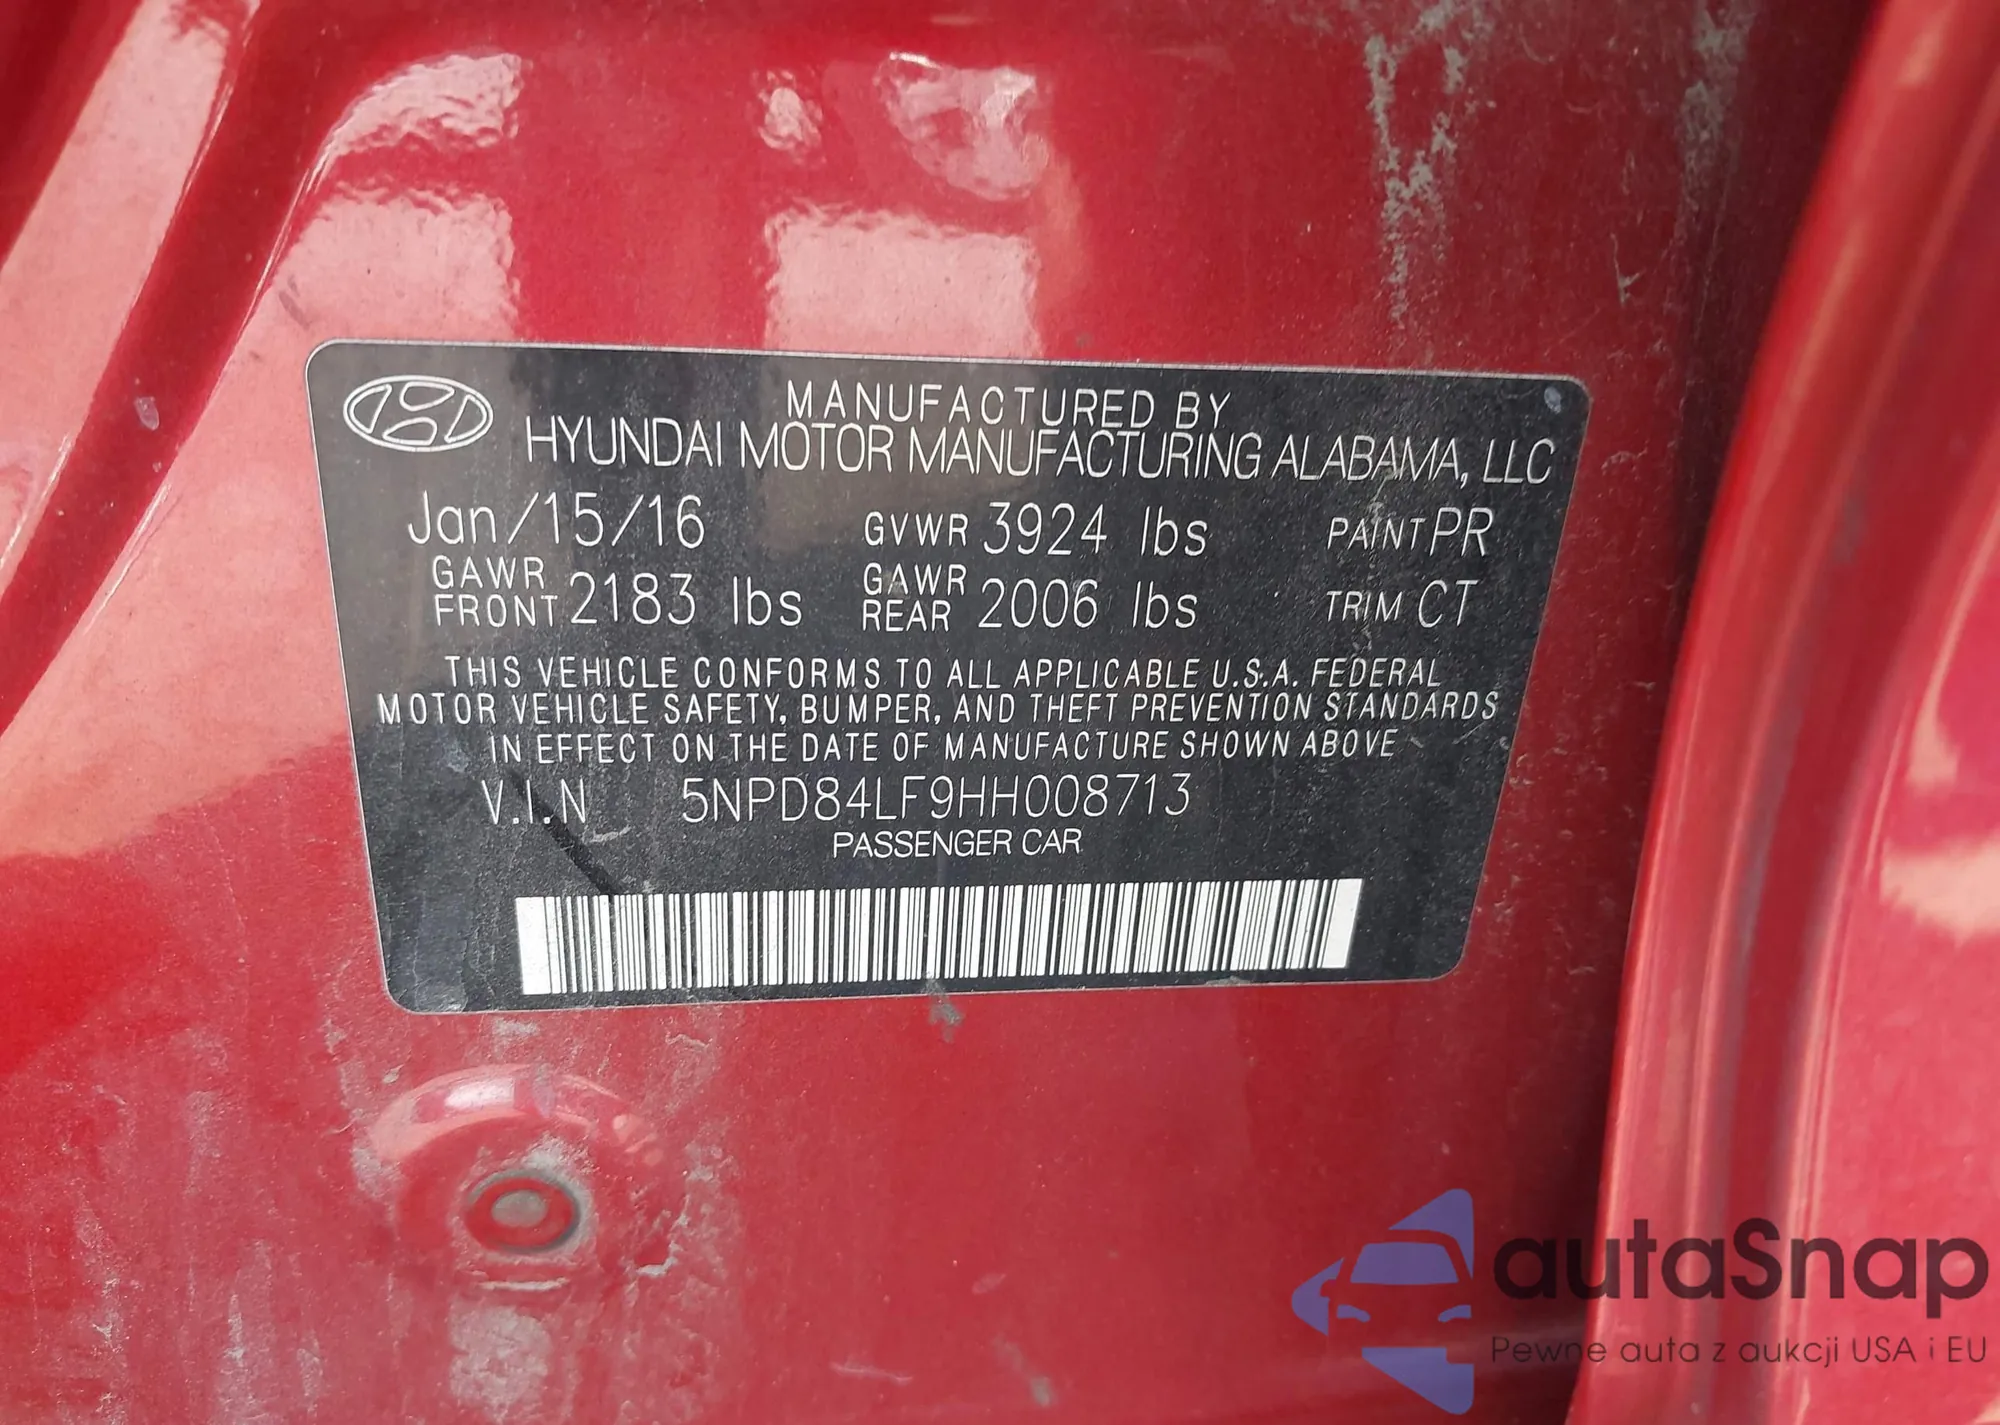 MANUFACTURED BY
HYUNDAI MOTOR MANUFACTURING ALABAMA, LLC
Jan/15/16 GVWR 3924 lbs PAINT PR
GAWR FRONT 2183 lbs GAWR REAR 2006 lbs TRIM CT
THIS VEHICLE CONFORMS TO ALL APPLICABLE U.S.A. FEDERAL
MOTOR VEHICLE SAFETY, BUMPER, AND THEFT PREVENTION STANDARDS
IN EFFECT ON THE DATE OF MANUFACTURE SHOWN ABOVE
V.I.N 5NPD84LF9HH008713
PASSENGER CAR
autaSnap
Pewne auta z aukcji USA i EU